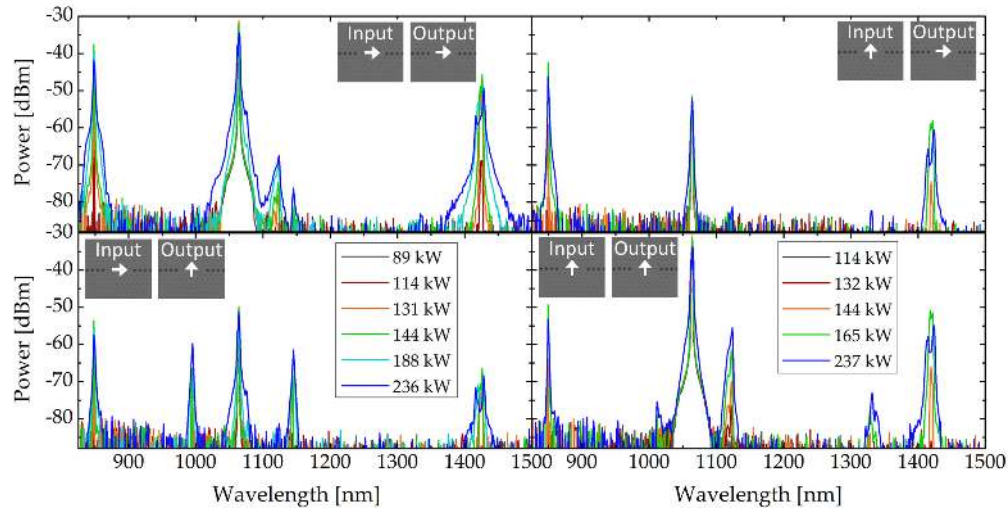 -30
-40
-50
-60
-70
-80
-30
Power [dBm]
Input Output
Input Output
-40
-50
-60
-70
-80
Power [dBm]
Input Output
89 kW
114 kW
131 kW
144 kW
188 kW
236 kW
Input Output
114 kW
132 kW
144 kW
165 kW
237 kW
900 1000 1100 1200 1300 1400 1500 800 900 1000 1100 1200 1300 1400 1500
Wavelength [nm] Wavelength [nm]